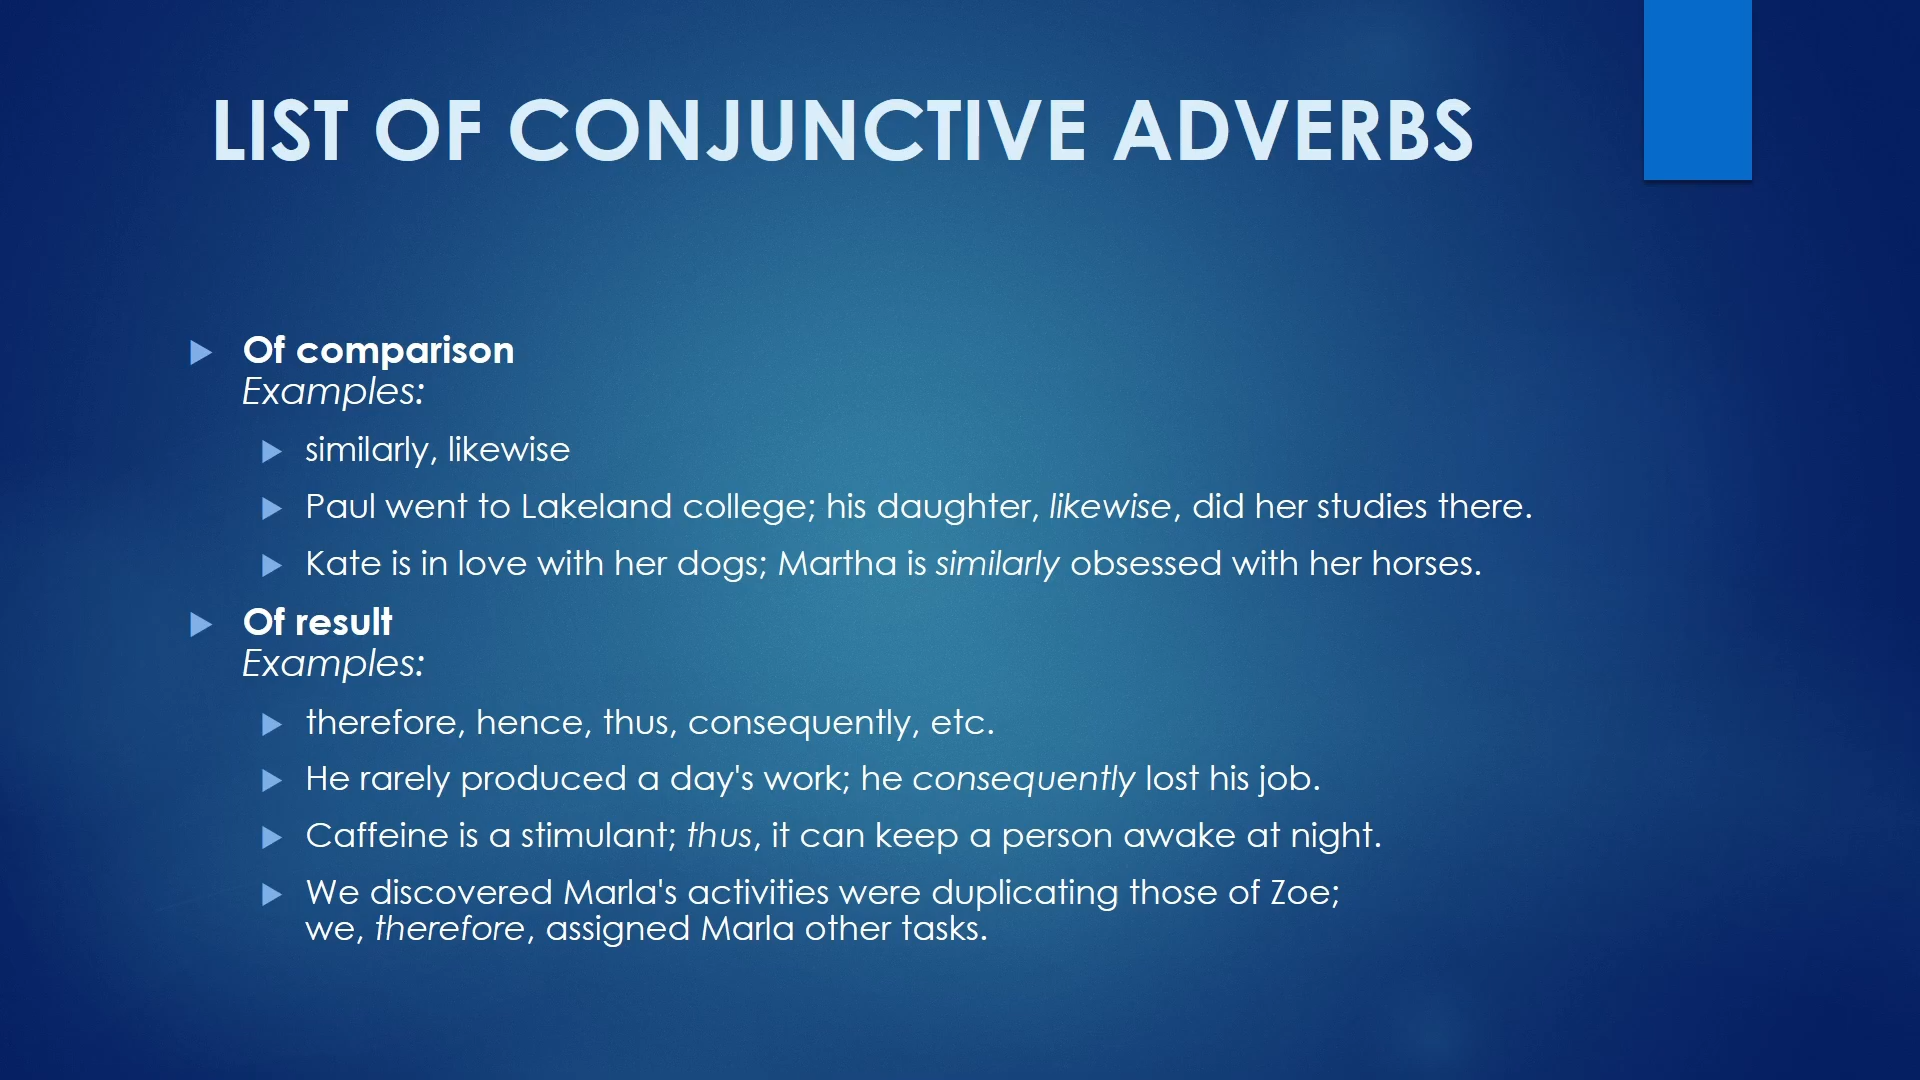 LIST OF CONJUNCTIVE ADVERBS
Of comparison
Examples:
similarly, likewise
Paul went to Lakeland college; his daughter, likewise, did her studies there.
Kate is in love with her dogs; Martha is similarly obsessed with her horses.
Of result
Examples:
therefore, hence, thus, consequently, etc.
He rarely produced a day's work; he consequently lost his job.
Caffeine is a stimulant; thus, it can keep a person awake at night.
We discovered Marla's activities were duplicating those of Zoe;
we, therefore, assigned Marla other tasks.